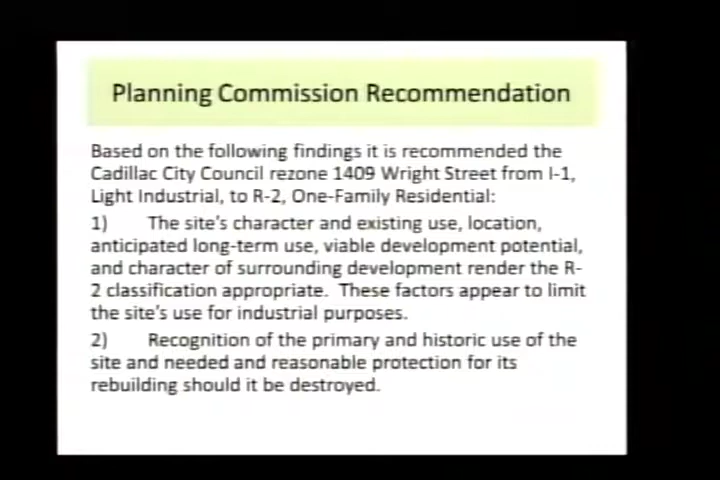 Planning Commission Recommendation
Based on the following findings it is recommended the
Cadillac City Council rezone 1409 Wright Street from I-1,
Light Industrial, to R-2, One-Family Residential:
1) The site's character and existing use, location,
anticipated long-term use, viable development potential,
and character of surrounding development render the R-
2 classification appropriate. These factors appear to limit
the site's use for industrial purposes.
2) Recognition of the primary and historic use of the
site and needed and reasonable protection for its
rebuilding should it be destroyed.